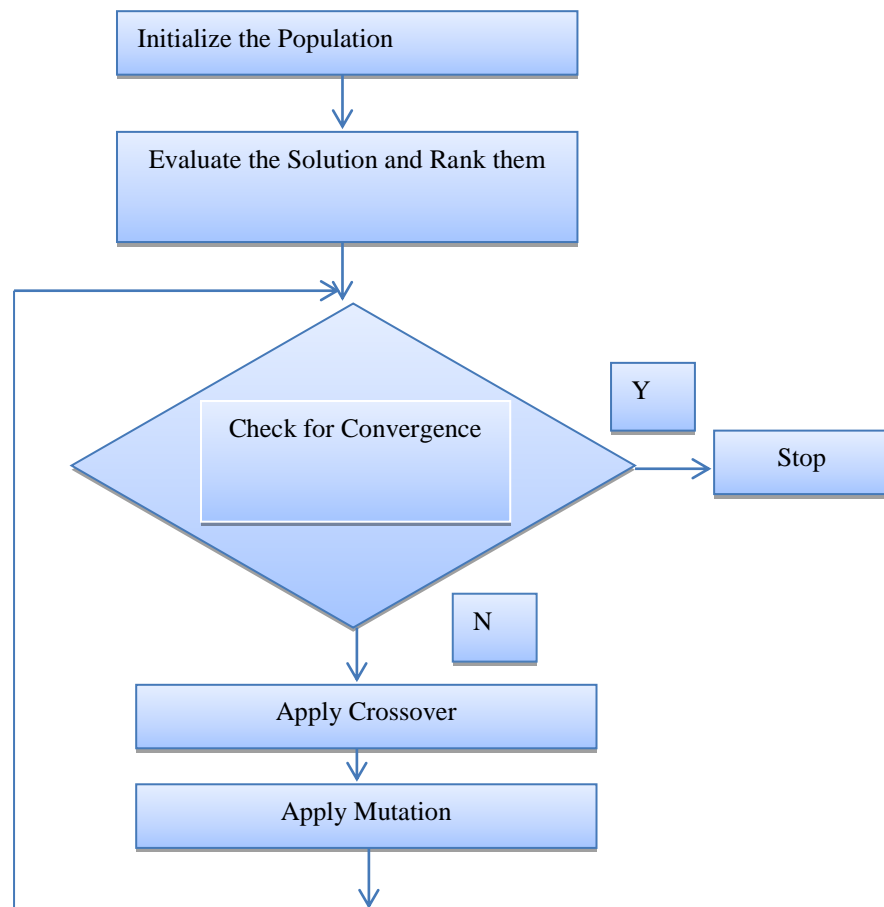 Initialize the Population
Evaluate the Solution and Rank them
Check for Convergence
Y
Stop
N
Apply Crossover
Apply Mutation